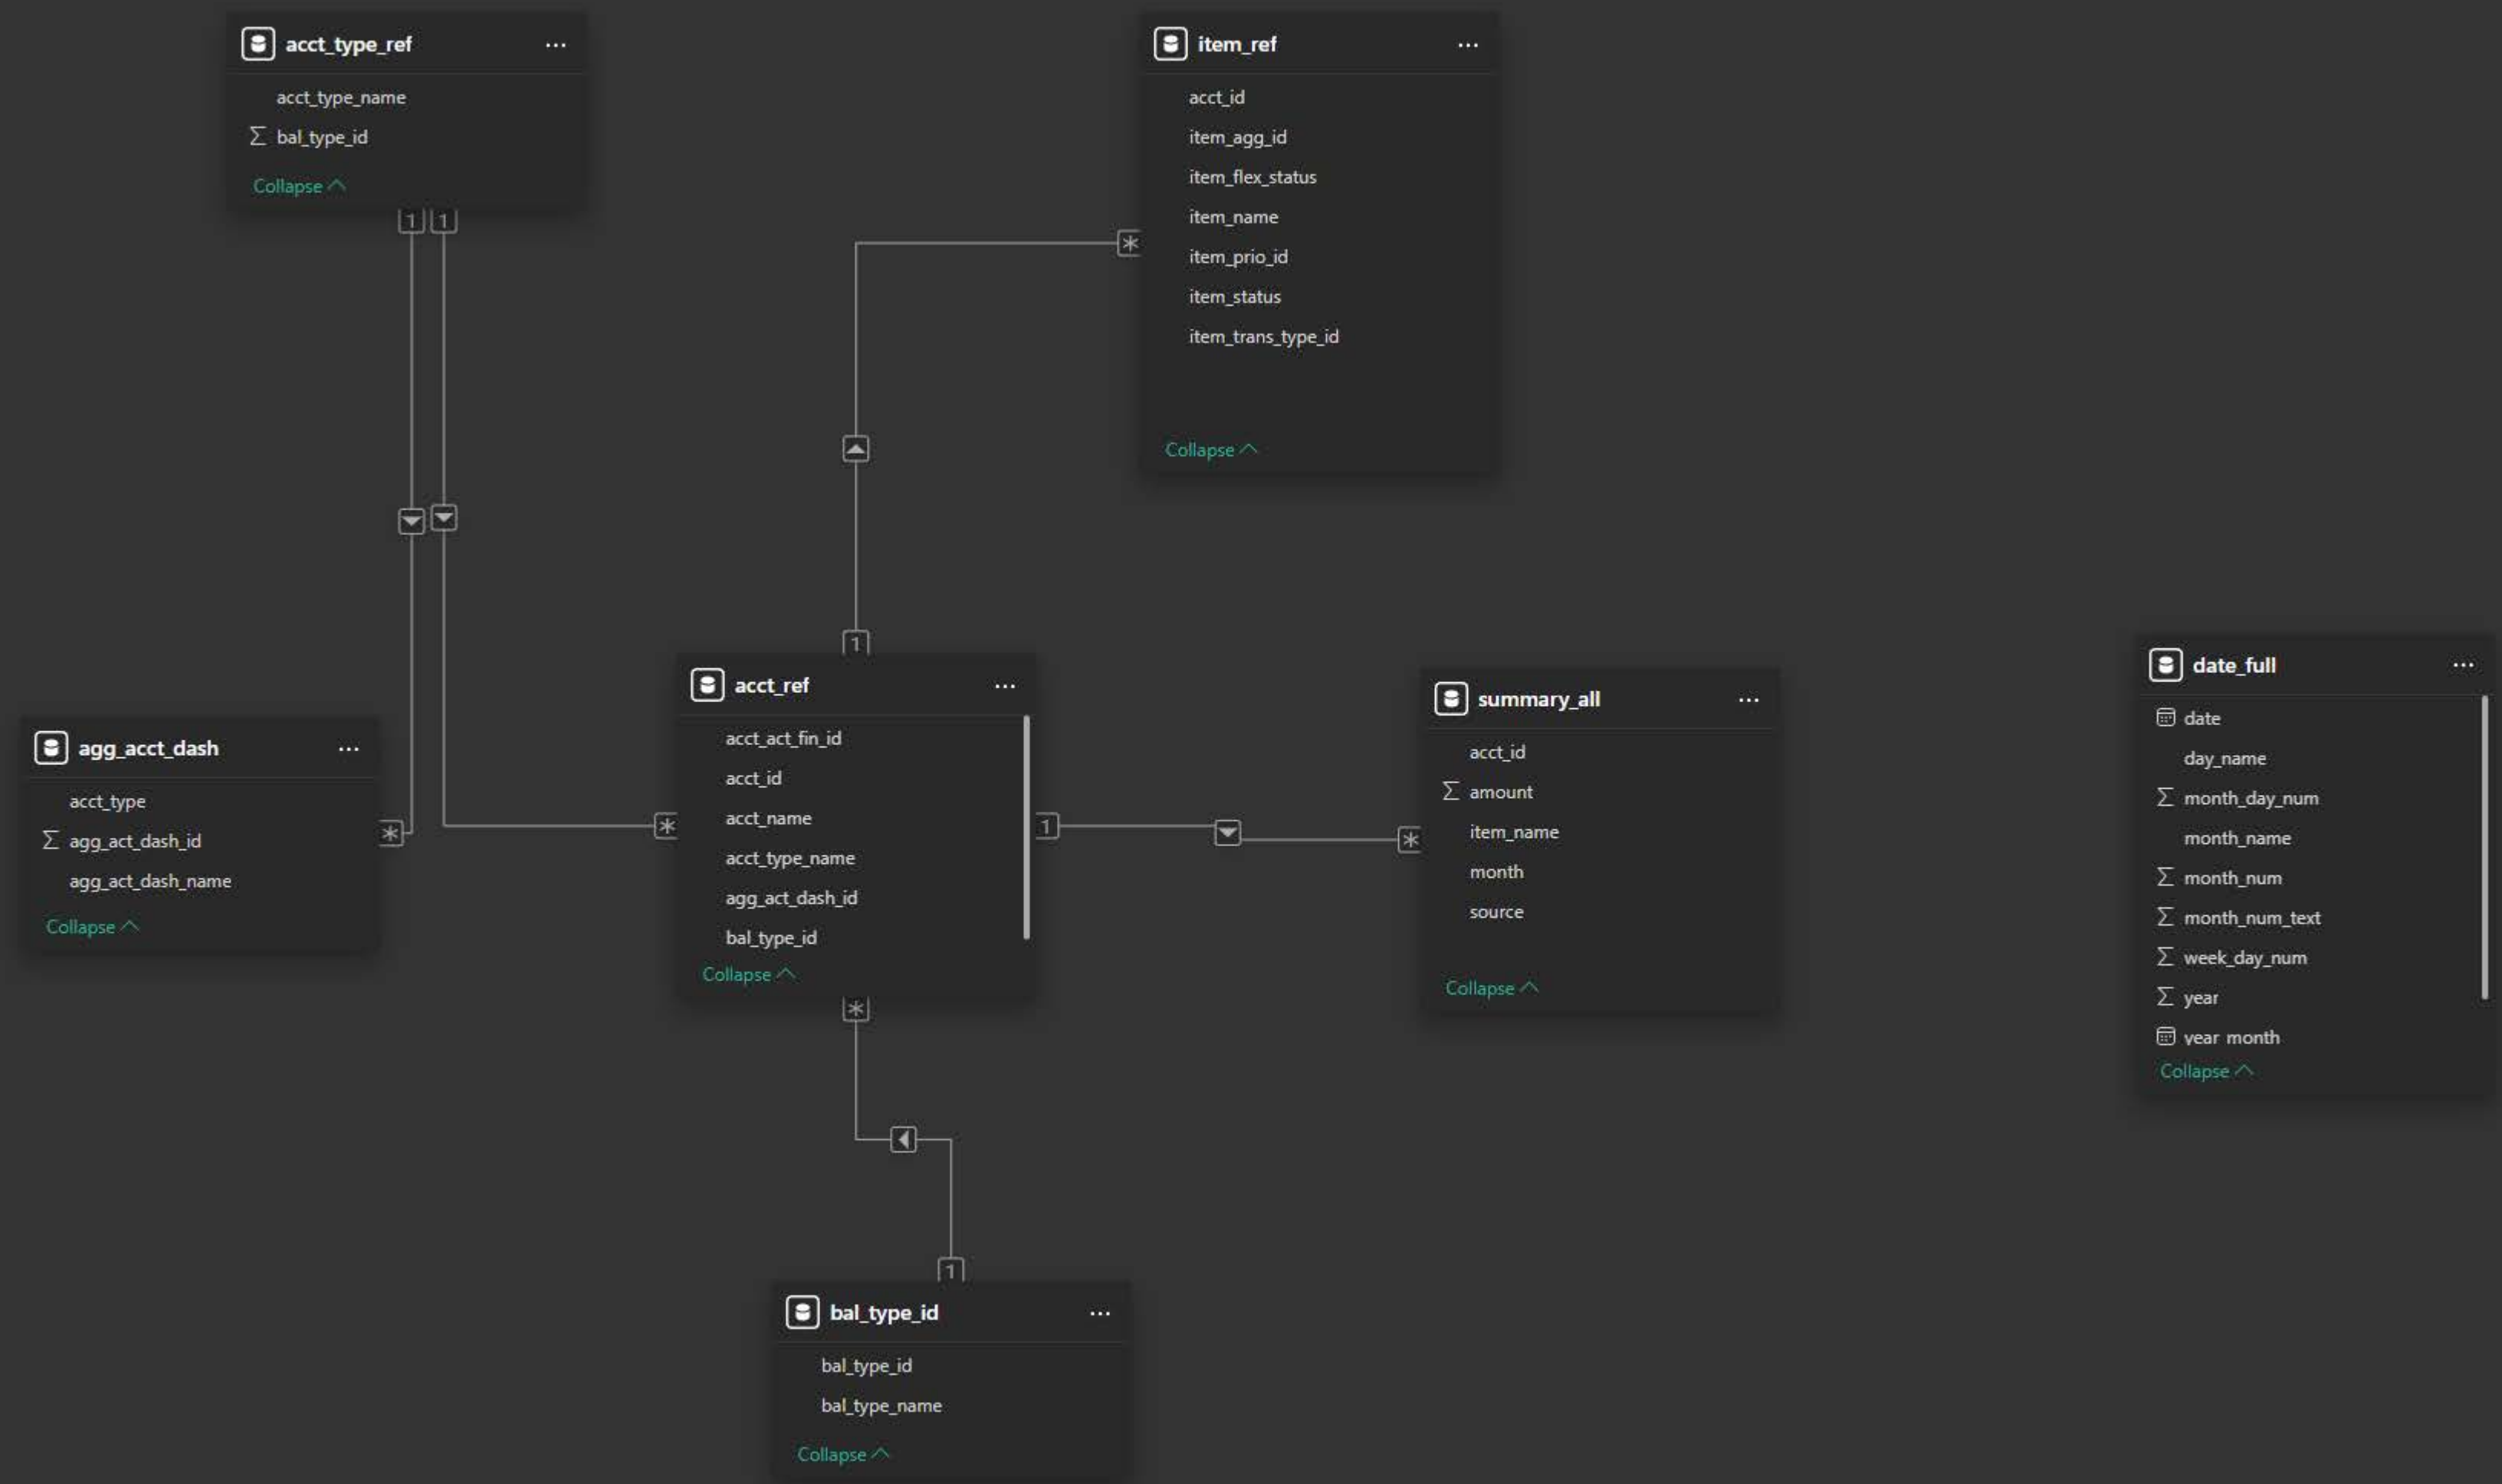 acct_type_ref
acct_type_name
bal_type_id
Collapse
1
1
item_ref
acct_id
item_agg_id
item_flex_status
item_name
item_prio_id
item_status
item_trans_type_id
Collapse
*
1
agg_acct_dash
acct_type
agg_act_dash_id
agg_act_dash_name
Collapse
*
acct_ref
acct_act_fin_id
acct_id
acct_name
acct_type_name
agg_act_dash_id
bal_type_id
Collapse
*
1
*
summary_all
acct_id
amount
item_name
month
source
Collapse
*
date_full
date
day_name
month_day_num
month_name
month_num
month_num_text
week_day_num
year
year_month
Collapse
1
bal_type_id
bal_type_id
bal_type_name
Collapse